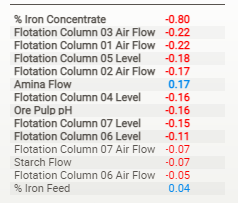 % Iron Concentrate -0.80
Flotation Column 03 Air Flow -0.22
Flotation Column 01 Air Flow -0.22
Flotation Column 05 Level -0.18
Flotation Column 02 Air Flow -0.17
Amina Flow 0.17
Flotation Column 04 Level -0.16
Ore Pulp pH -0.16
Flotation Column 07 Level -0.15
Flotation Column 06 Level -0.11
Flotation Column 07 Air Flow -0.07
Starch Flow -0.07
Flotation Column 06 Air Flow -0.05
% Iron Feed 0.04